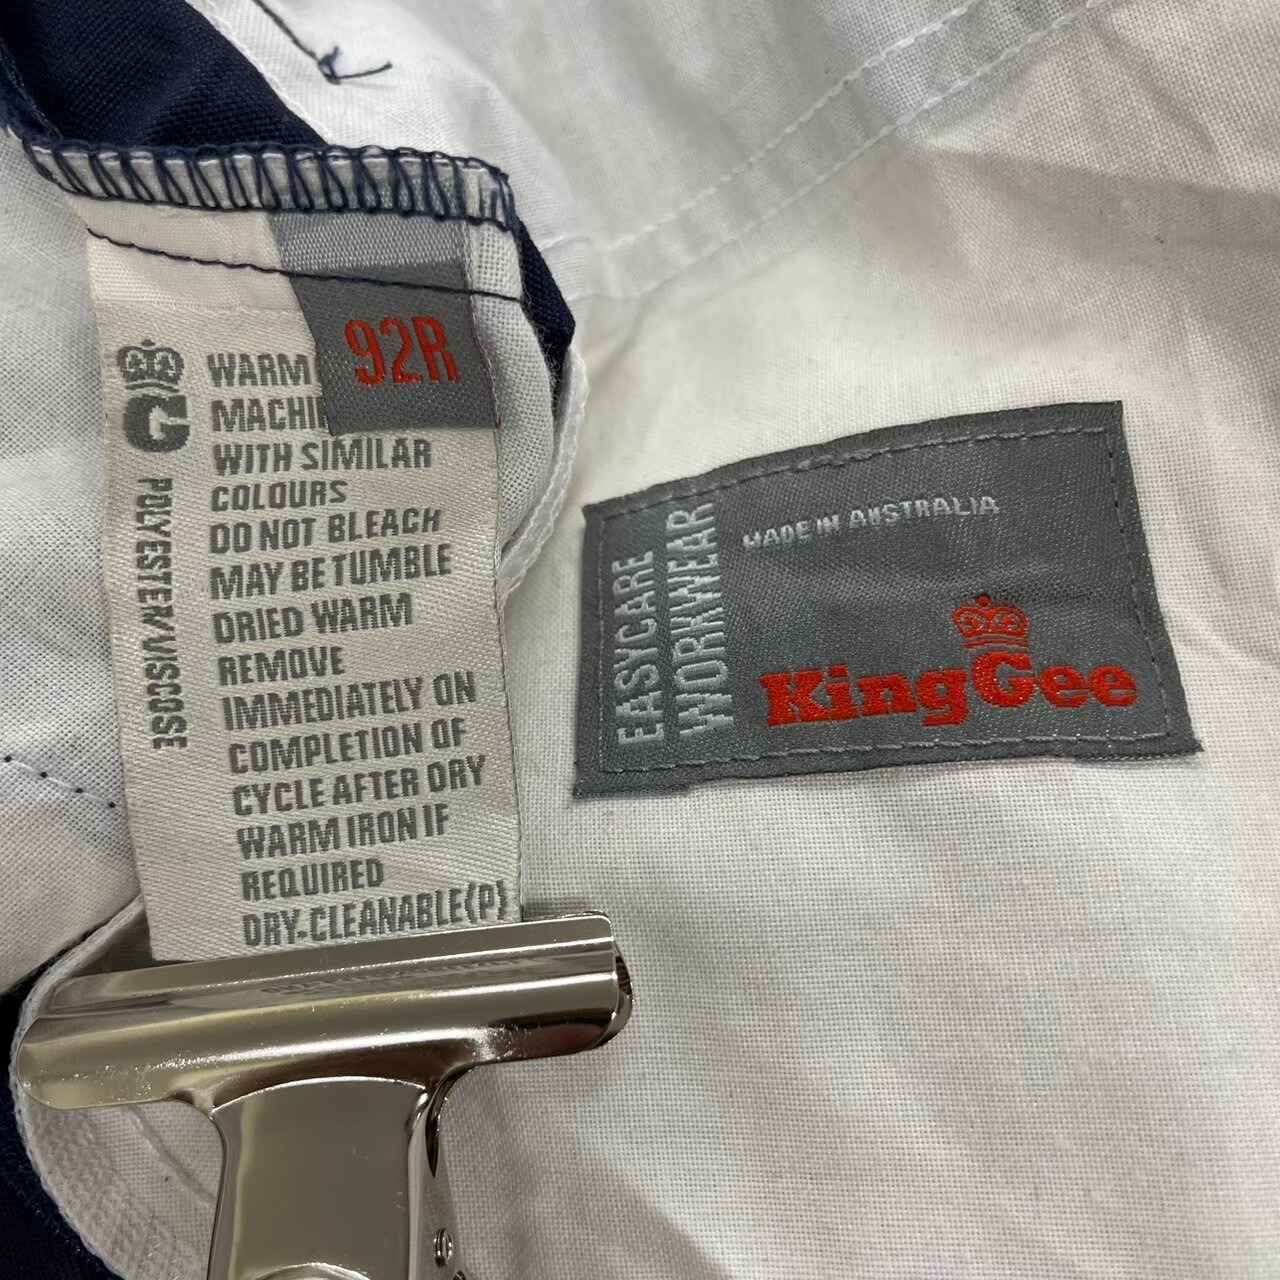 92R
G
POLYESTER/VISCOSE
WARM
MACHIN
WITH SIMILAR
COLOURS
DO NOT BLEACH
MAY BE TUMBLE
DRIED WARM
REMOVE
IMMEDIATELY ON
COMPLETION OF
CYCLE AFTER DRY
WARM IRON IF
REQUIRED
DRY-CLEANABLE(P)
EASYCARE
WORKWEAR
MADE IN AUSTRALIA
KingGee